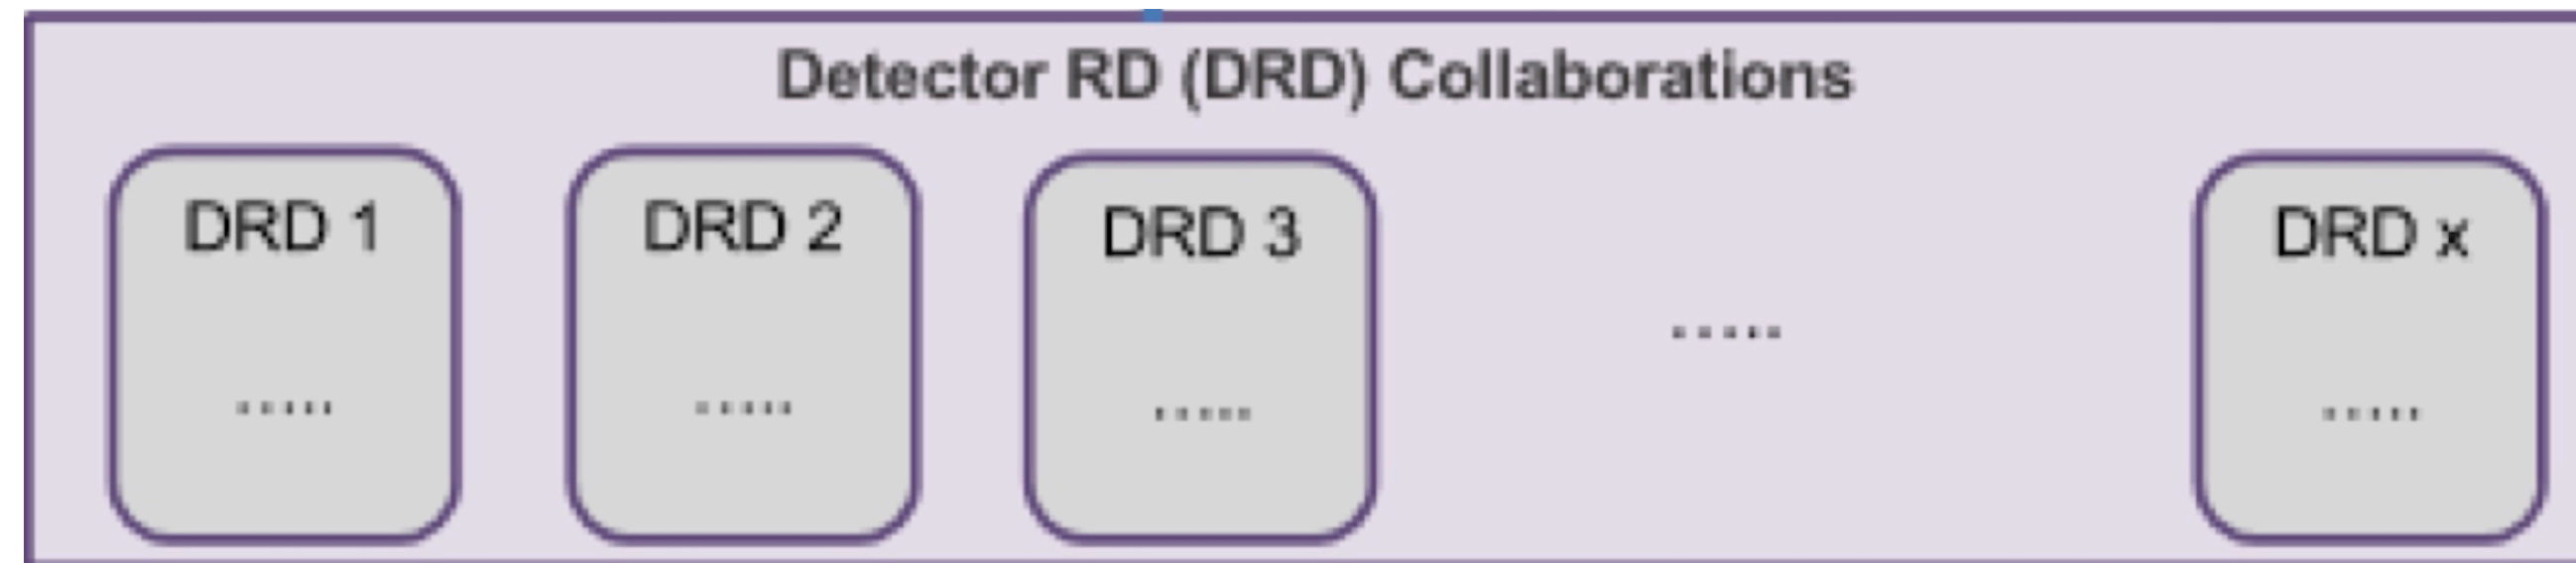 Detector RD (DRD) Collaborations
DRD 1
DRD 2
DRD 3
DRD x
.....
.....
.....
.....
.....